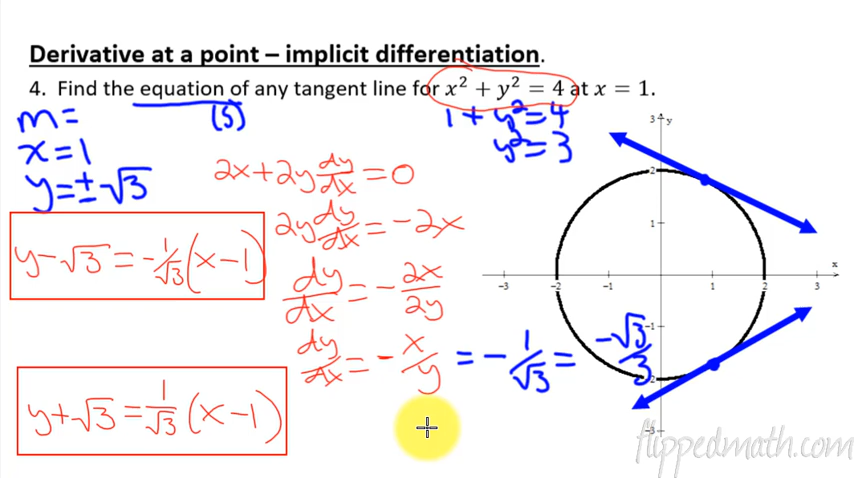 Derivative at a point – implicit differentiation.
4. Find the equation of any tangent line for x² + y² = 4 at x = 1.
(S)
m =
x = 1
y = ± √3
1 + y² = 4
y² = 3
2x + 2y dy/dx = 0
2y dy/dx = -2x
dy/dx = - 2x/2y
dy/dx = - x/y = - 1/√3 = -√3/3
y - √3 = -1/√3 (x - 1)
y + √3 = 1/√3 (x - 1)
3 y
2
1
-3 -2 -1 1 2 3 x
-1
-2
-3
flippedmath.com